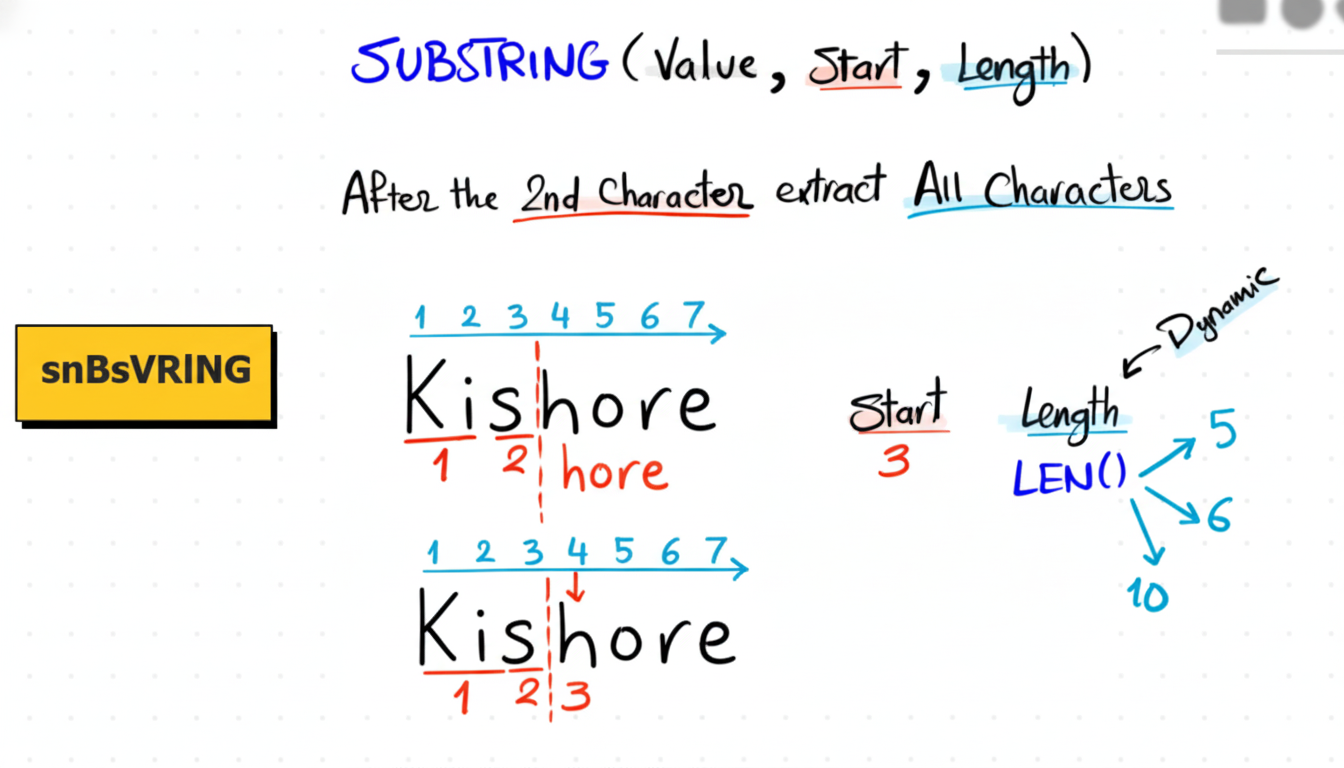 SUBSTRING (Value, Start, Length)
After the 2nd Character extract All Characters
snBsVRING
1 2 3 4 5 6 7
Kishore
1 2 hore
Dynamic
Start Length
3 LEN()
5
6
10
1 2 3 4 5 6 7
Kishore
1 2 3